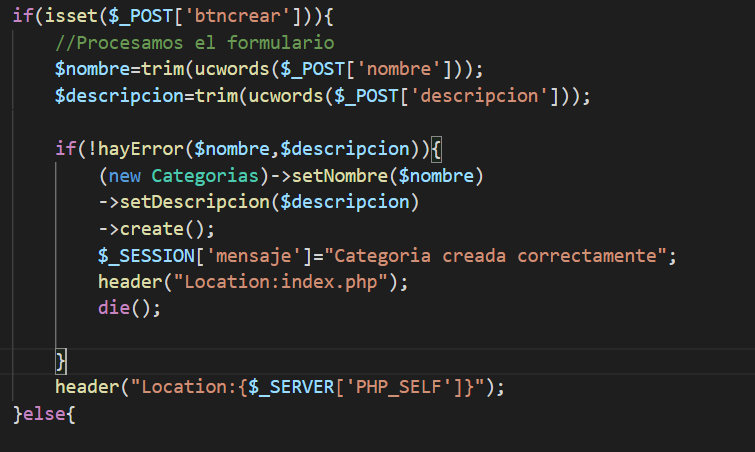 if(isset($_POST['btncrear'])){
//Procesamos el formulario
$nombre=trim(ucwords($_POST['nombre']));
$descripcion=trim(ucwords($_POST['descripcion']));
if(!hayError($nombre,$descripcion)){
(new Categorias)->setNombre($nombre)
->setDescripcion($descripcion)
->create();
$_SESSION['mensaje']="Categoria creada correctamente";
header("Location:index.php");
die();
}
header("Location:{$_SERVER['PHP_SELF']}");
}else{